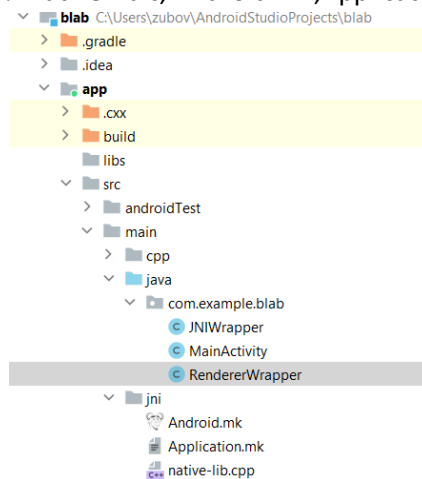 blab C:\Users\zubov\AndroidStudioProjects\blab
.gradle
.idea
app
.cxx
build
libs
src
androidTest
main
cpp
java
com.example.blab
JNIWrapper
MainActivity
RendererWrapper
jni
Android.mk
Application.mk
native-lib.cpp